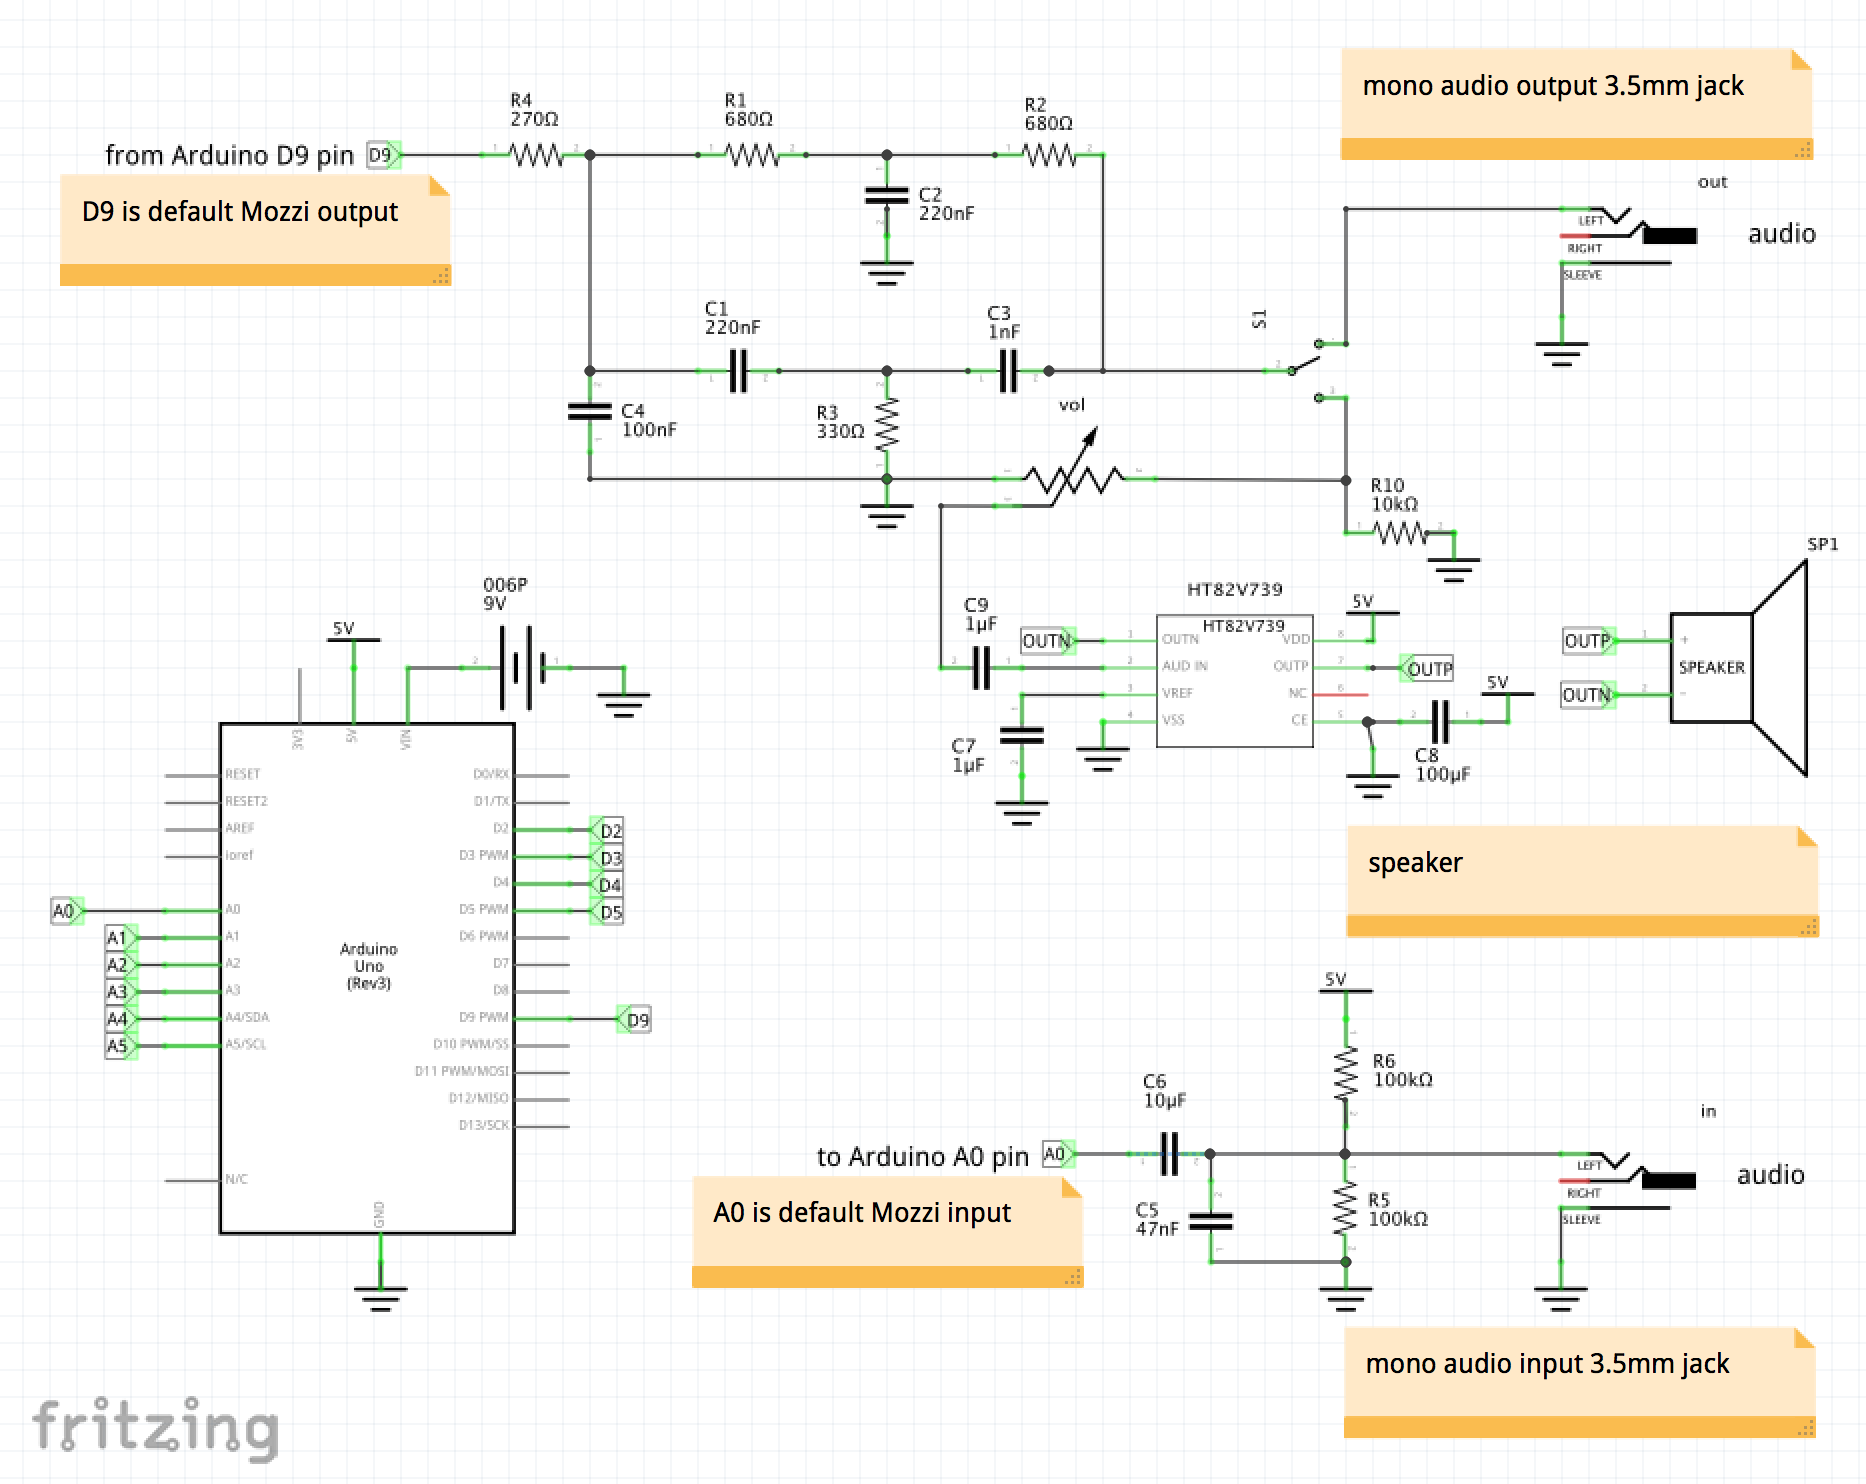 mono audio output 3.5mm jack
R4
270Ω
R1
680Ω
R2
680Ω
from Arduino D9 pin
D9
D9 is default Mozzi output
C2
220nF
out
LEFT
RIGHT
SLEEVE
audio
C1
220nF
C3
1nF
S1
C4
100nF
R3
330Ω
vol
R10
10kΩ
SP1
006P
9V
5V
C9
1µF
HT82V739
HT82V739
OUTN
OUTN
AUD IN
VREF
VSS
VDD
OUTP
NC
CE
5V
OUTP
5V
OUTP
OUTN
SPEAKER
+
-
C7
1µF
C8
100µF
3V3
5V
VIN
RESET
RESET2
AREF
ioref
A0
A0
A1
A1
A2
A2
A3
A3
A4
A4/SDA
A5
A5/SCL
N/C
Arduino
Uno
(Rev3)
D0/RX
D1/TX
D2
D2
D3 PWM
D3
D4
D4
D5 PWM
D5
D6 PWM
D7
D8
D9 PWM
D9
D10 PWM/SS
D11 PWM/MOSI
D12/MISO
D13/SCK
GND
speaker
5V
R6
100kΩ
C6
10µF
to Arduino A0 pin
A0
A0 is default Mozzi input
C5
47nF
R5
100kΩ
in
LEFT
RIGHT
SLEEVE
audio
mono audio input 3.5mm jack
fritzing